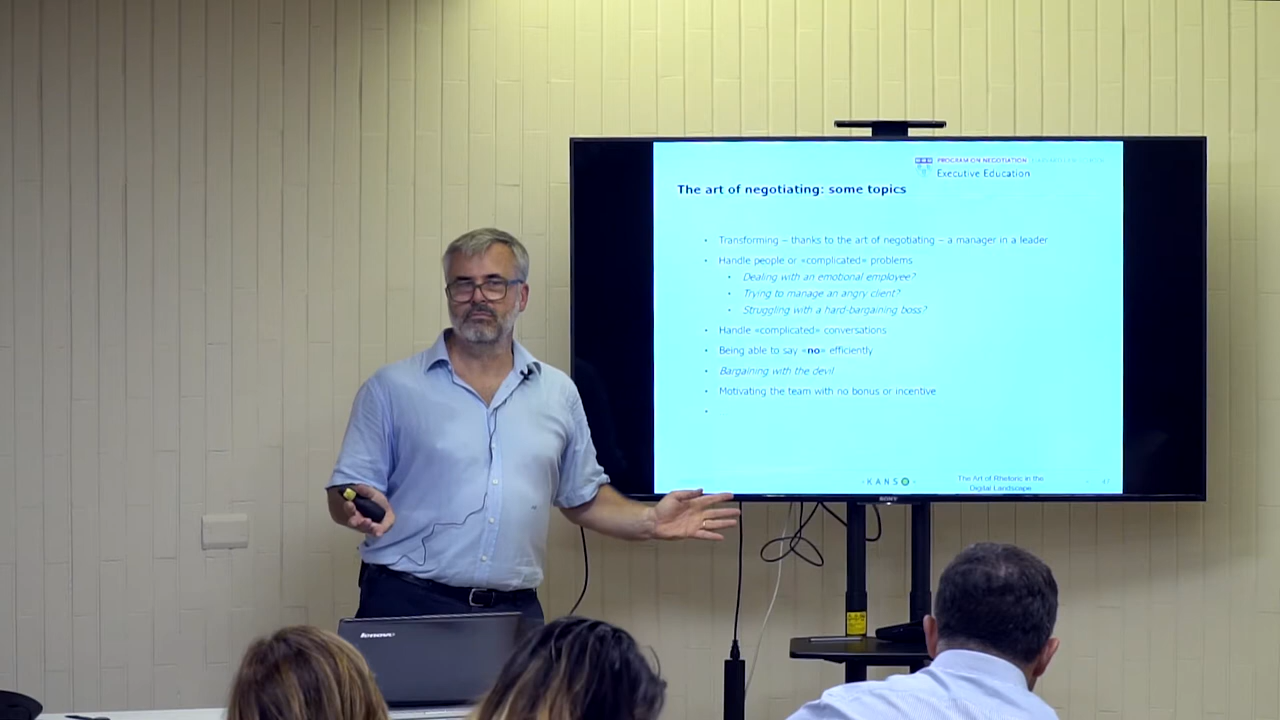 PROGRAM ON NEGOTIATION
Executive Education
The art of negotiating: some topics
• Transforming – thanks to the art of negotiating – a manager in a leader
• Handle people or «complicated» problems
• Dealing with an emotional employee?
• Trying to manage an angry client?
• Struggling with a hard-bargaining boss?
• Handle «complicated» conversations
• Being able to say «no» efficiently
• Bargaining with the devil
• Motivating the team with no bonus or incentive
•
KANSO
The Art of Rhetoric in the
Digital Landscape
47
SONY
lenovo